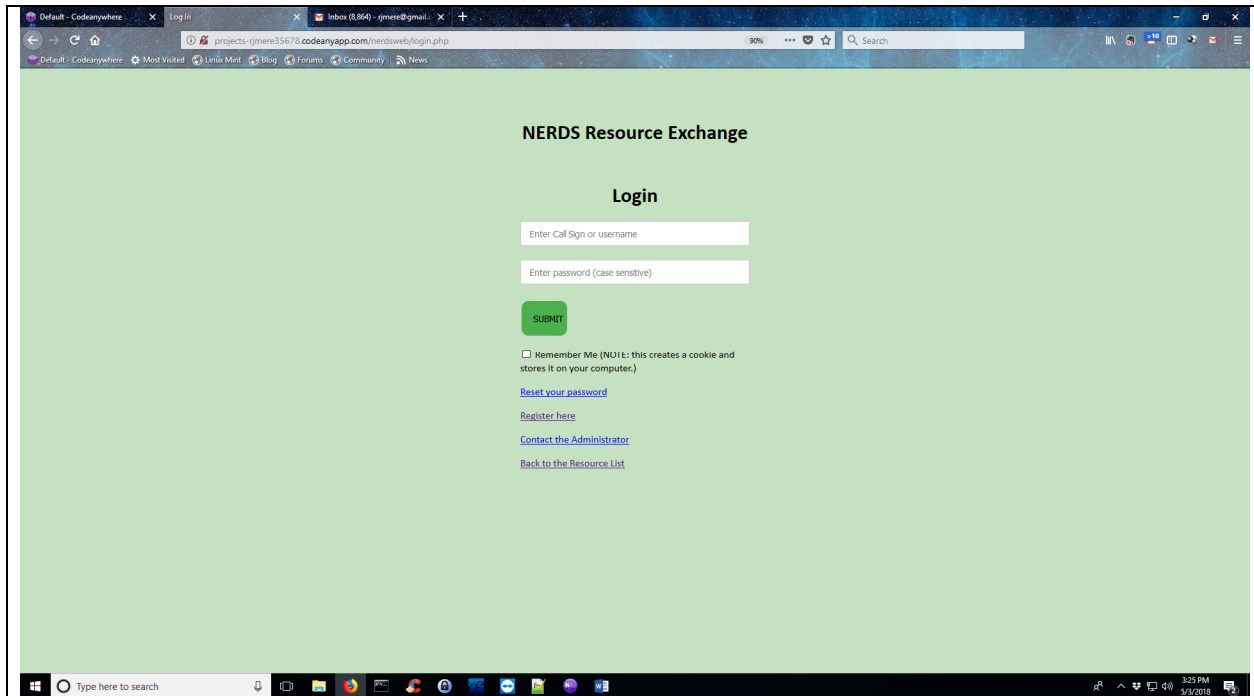 Default - Codeanywhere
Log In
Inbox (8,864) - rjmere@gmail.
projects-rjmere35678.codeanyapp.com/nerdsweb/login.php
90%
Search
>10
Default - Codeanywhere
Most Visited
Linux Mint
Blog
Forums
Community
News
NERDS Resource Exchange
Login
Enter Call Sign or username
Enter password (case sensitive)
SUBMIT
Remember Me (NOTE: this creates a cookie and
stores it on your computer.)
Reset your password
Register here
Contact the Administrator
Back to the Resource List
Type here to search
3:25 PM
5/3/2018